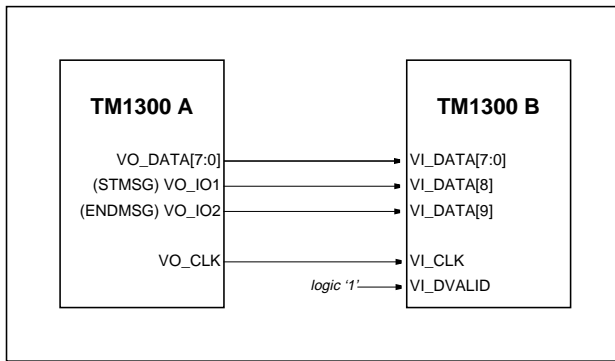 TM1300 A
TM1300 B
VO_DATA[7:0]
VI_DATA[7:0]
(STMSG) VO_IO1
VI_DATA[8]
(ENDMSG) VO_IO2
VI_DATA[9]
VO_CLK
VI_CLK
logic ‘1’
VI_DVALID